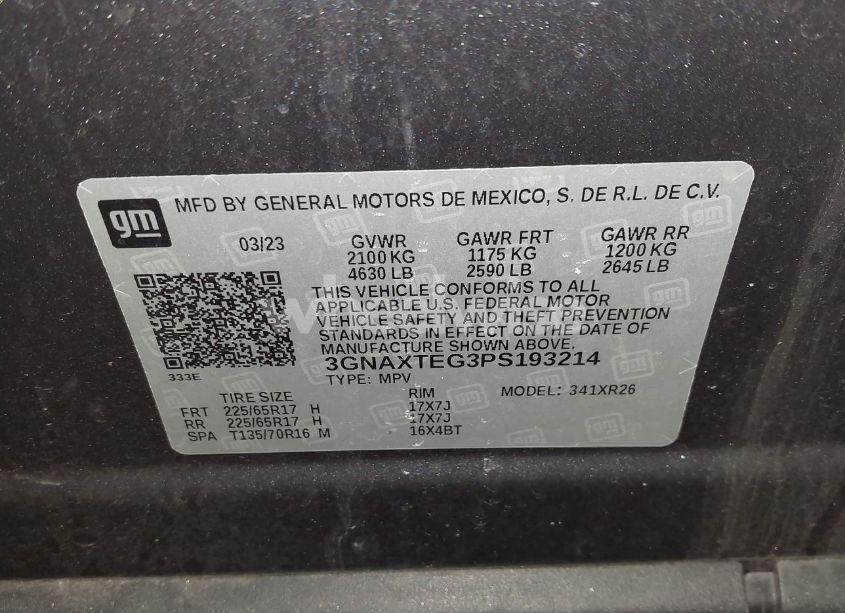 gm MFD BY GENERAL MOTORS DE MEXICO, S. DE R.L. DE C.V.
03/23 GVWR GAWR FRT GAWR RR
2100 KG 1175 KG 1200 KG
4630 LB 2590 LB 2645 LB
THIS VEHICLE CONFORMS TO ALL
APPLICABLE U.S. FEDERAL MOTOR
VEHICLE SAFETY AND THEFT PREVENTION
STANDARDS IN EFFECT ON THE DATE OF
MANUFACTURE SHOWN ABOVE.
333E 3GNAXTEG3PS193214
TYPE: MPV MODEL: 341XR26
TIRE SIZE RIM
FRT 225/65R17 H 17X7J
RR 225/65R17 H 17X7J
SPA T135/70R16 M 16X4BT